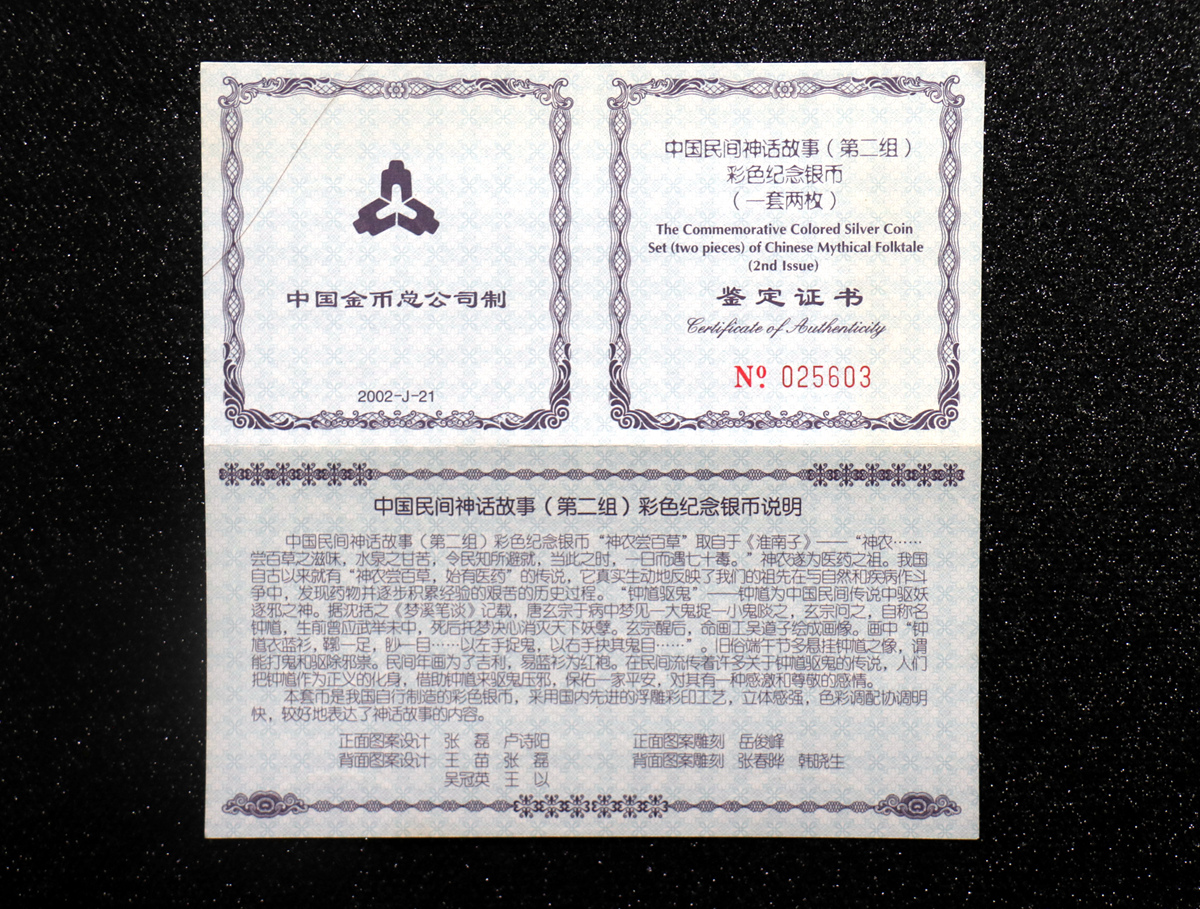 中国金币总公司制
2002-J-21
中国民间神话故事（第二组）
彩色纪念银币
（一套两枚）
The Commemorative Colored Silver Coin
Set (two pieces) of Chinese Mythical Folktale
(2nd Issue)
鉴定证书
Certificate of Authenticity
Nº 025603
中国民间神话故事（第二组）彩色纪念银币说明
中国民间神话故事（第二组）彩色纪念银币“神农尝百草”取自于《淮南子》——“神农……
尝百草之滋味，水泉之甘苦，令民知所避就，当此之时，一日而遇七十毒。”神农遂为医药之祖。我国
自古以来就有“神农尝百草，始有医药”的传说，它真实生动地反映了我们的祖先在与自然和疾病作斗
争中，发现药物并逐步积累经验的艰苦的历史过程。“钟馗驱鬼”——钟馗为中国民间传说中驱妖
逐邪之神。据沈括之《梦溪笔谈》记载，唐玄宗于病中梦见一大鬼捉一小鬼啖之，玄宗问之，自称名
钟馗，生前曾应武举未中，死后托梦决心消灭天下妖孽。玄宗醒后，命画工吴道子绘成画像。画中“钟
馗衣蓝衫，鞹一足，眇一目……以左手捉鬼，以右手抉其鬼目……”。旧俗端午节多悬挂钟馗之像，谓
能打鬼和驱除邪祟。民间年画为了吉利，易蓝衫为红袍。在民间流传着许多关于钟馗驱鬼的传说，人们
把钟馗作为正义的化身，借助钟馗来驱鬼压邪，保佑一家平安，对其有一种感激和尊敬的感情。
本套币是我国自行制造的彩色银币，采用国内先进的浮雕彩印工艺，立体感强，色彩调配协调明
快，较好地表达了神话故事的内容。
正面图案设计 张 磊 卢诗阳 正面图案雕刻 岳俊峰
背面图案设计 王 苗 张 磊 背面图案雕刻 张春晔 韩晓生
吴冠英 王 以